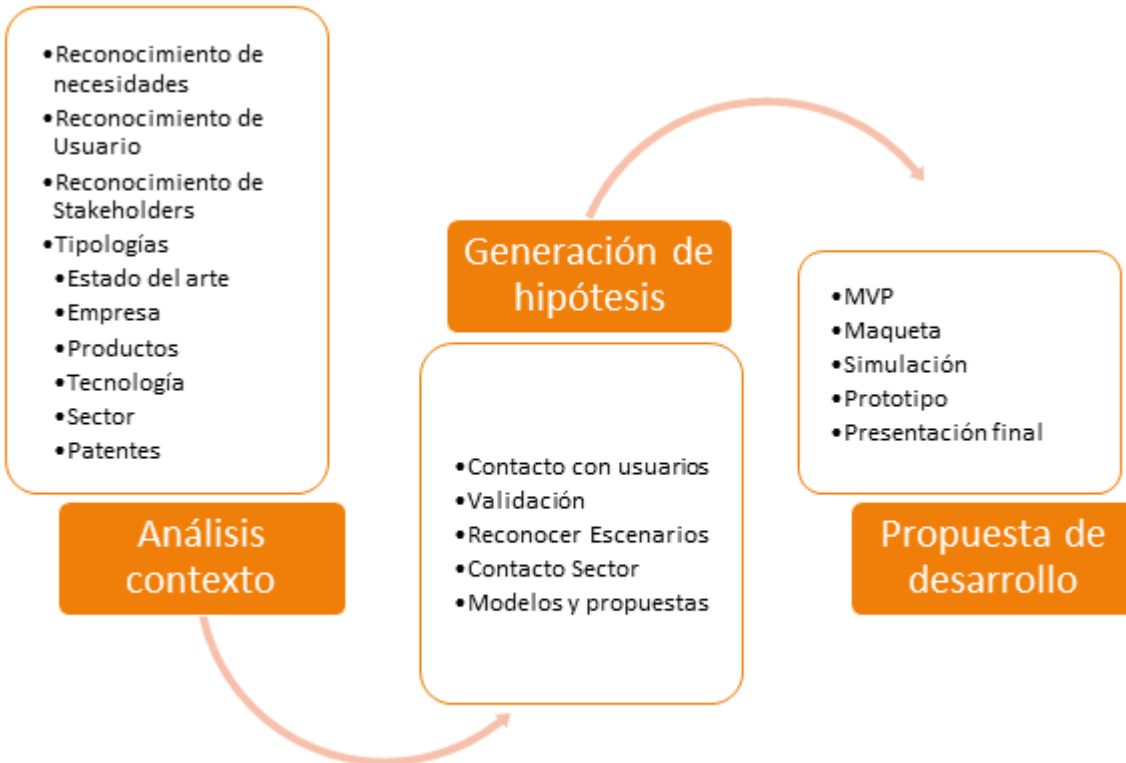 •Reconocimiento de
necesidades
•Reconocimiento de
Usuario
•Reconocimiento de
Stakeholders
•Tipologías
•Estado del arte
•Empresa
•Productos
•Tecnología
•Sector
•Patentes
Análisis
contexto
Generación de
hipótesis
•Contacto con usuarios
•Validación
•Reconocer Escenarios
•Contacto Sector
•Modelos y propuestas
•MVP
•Maqueta
•Simulación
•Prototipo
•Presentación final
Propuesta de
desarrollo